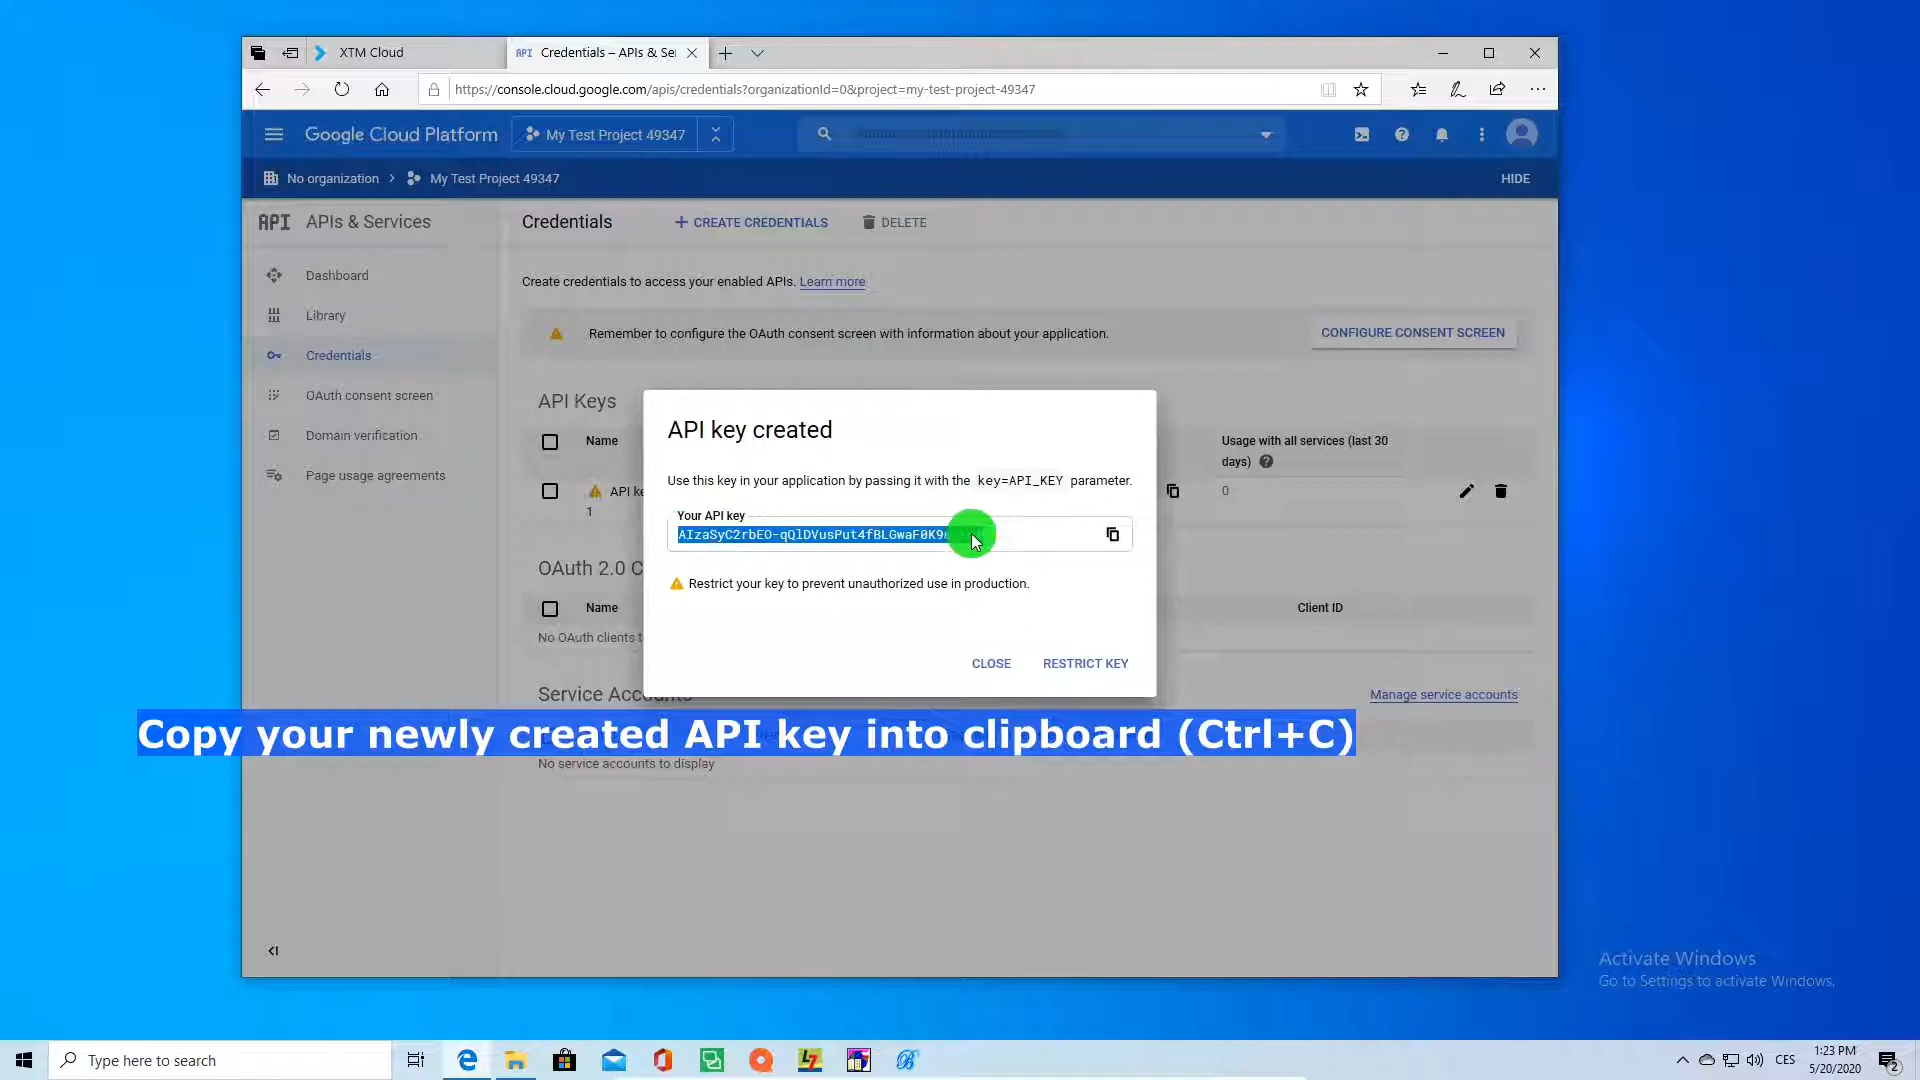 XTM Cloud
API Credentials – APIs & Se
https://console.cloud.google.com/apis/credentials?organizationId=0&project=my-test-project-49347
Google Cloud Platform
My Test Project 49347
No organization
My Test Project 49347
HIDE
API APIs & Services
Credentials
CREATE CREDENTIALS
DELETE
Dashboard
Library
Credentials
OAuth consent screen
Domain verification
Page usage agreements
Create credentials to access your enabled APIs. Learn more
Remember to configure the OAuth consent screen with information about your application.
CONFIGURE CONSENT SCREEN
API Keys
Name
Usage with all services (last 30
days)
API ke
1
0
API key created
Use this key in your application by passing it with the key=API_KEY parameter.
Your API key
AIzaSyC2rbEO-qQlDVusPut4fBLGwaF0K9
Restrict your key to prevent unauthorized use in production.
CLOSE
RESTRICT KEY
OAuth 2.0 C
Name
Client ID
No OAuth clients t
Service Accounts
Manage service accounts
Copy your newly created API key into clipboard (Ctrl+C)
No service accounts to display
Activate Windows
Go to Settings to activate Windows.
Type here to search
CES
1:23 PM
5/20/2020
2